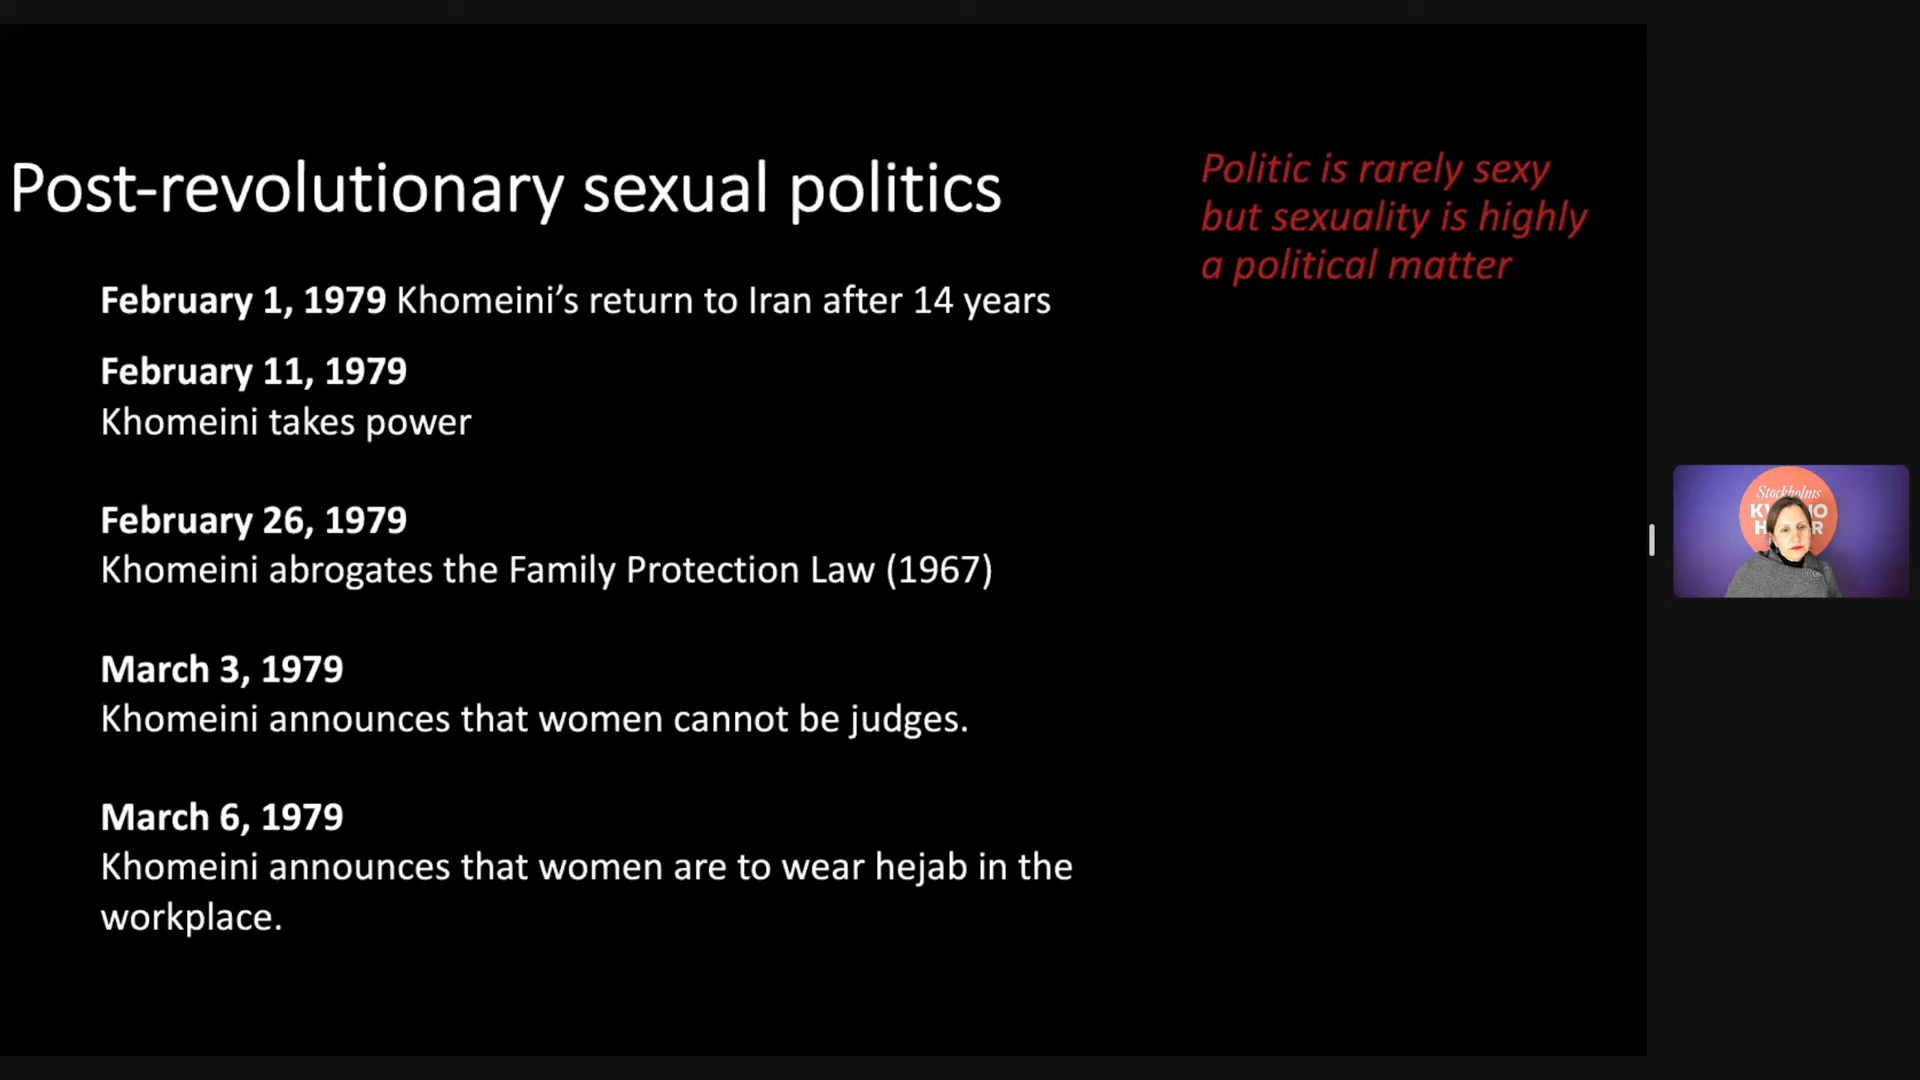 Post-revolutionary sexual politics
Politic is rarely sexy
but sexuality is highly
a political matter
February 1, 1979 Khomeini’s return to Iran after 14 years
February 11, 1979
Khomeini takes power
February 26, 1979
Khomeini abrogates the Family Protection Law (1967)
March 3, 1979
Khomeini announces that women cannot be judges.
March 6, 1979
Khomeini announces that women are to wear hejab in the
workplace.
Stockholms